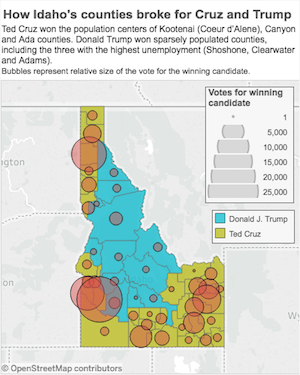 How Idaho's counties broke for Cruz and Trump
Ted Cruz won the population centers of Kootenai (Coeur d'Alene), Canyon
and Ada counties. Donald Trump won sparsely populated counties,
including the three with the highest unemployment (Shoshone, Clearwater
and Adams).
Bubbles represent relative size of the vote for the winning candidate.
Votes for winning
candidate
1
5,000
10,000
15,000
20,000
25,000
ngton
Donald J. Trump
Ted Cruz
on
Wy
© OpenStreetMap contributors